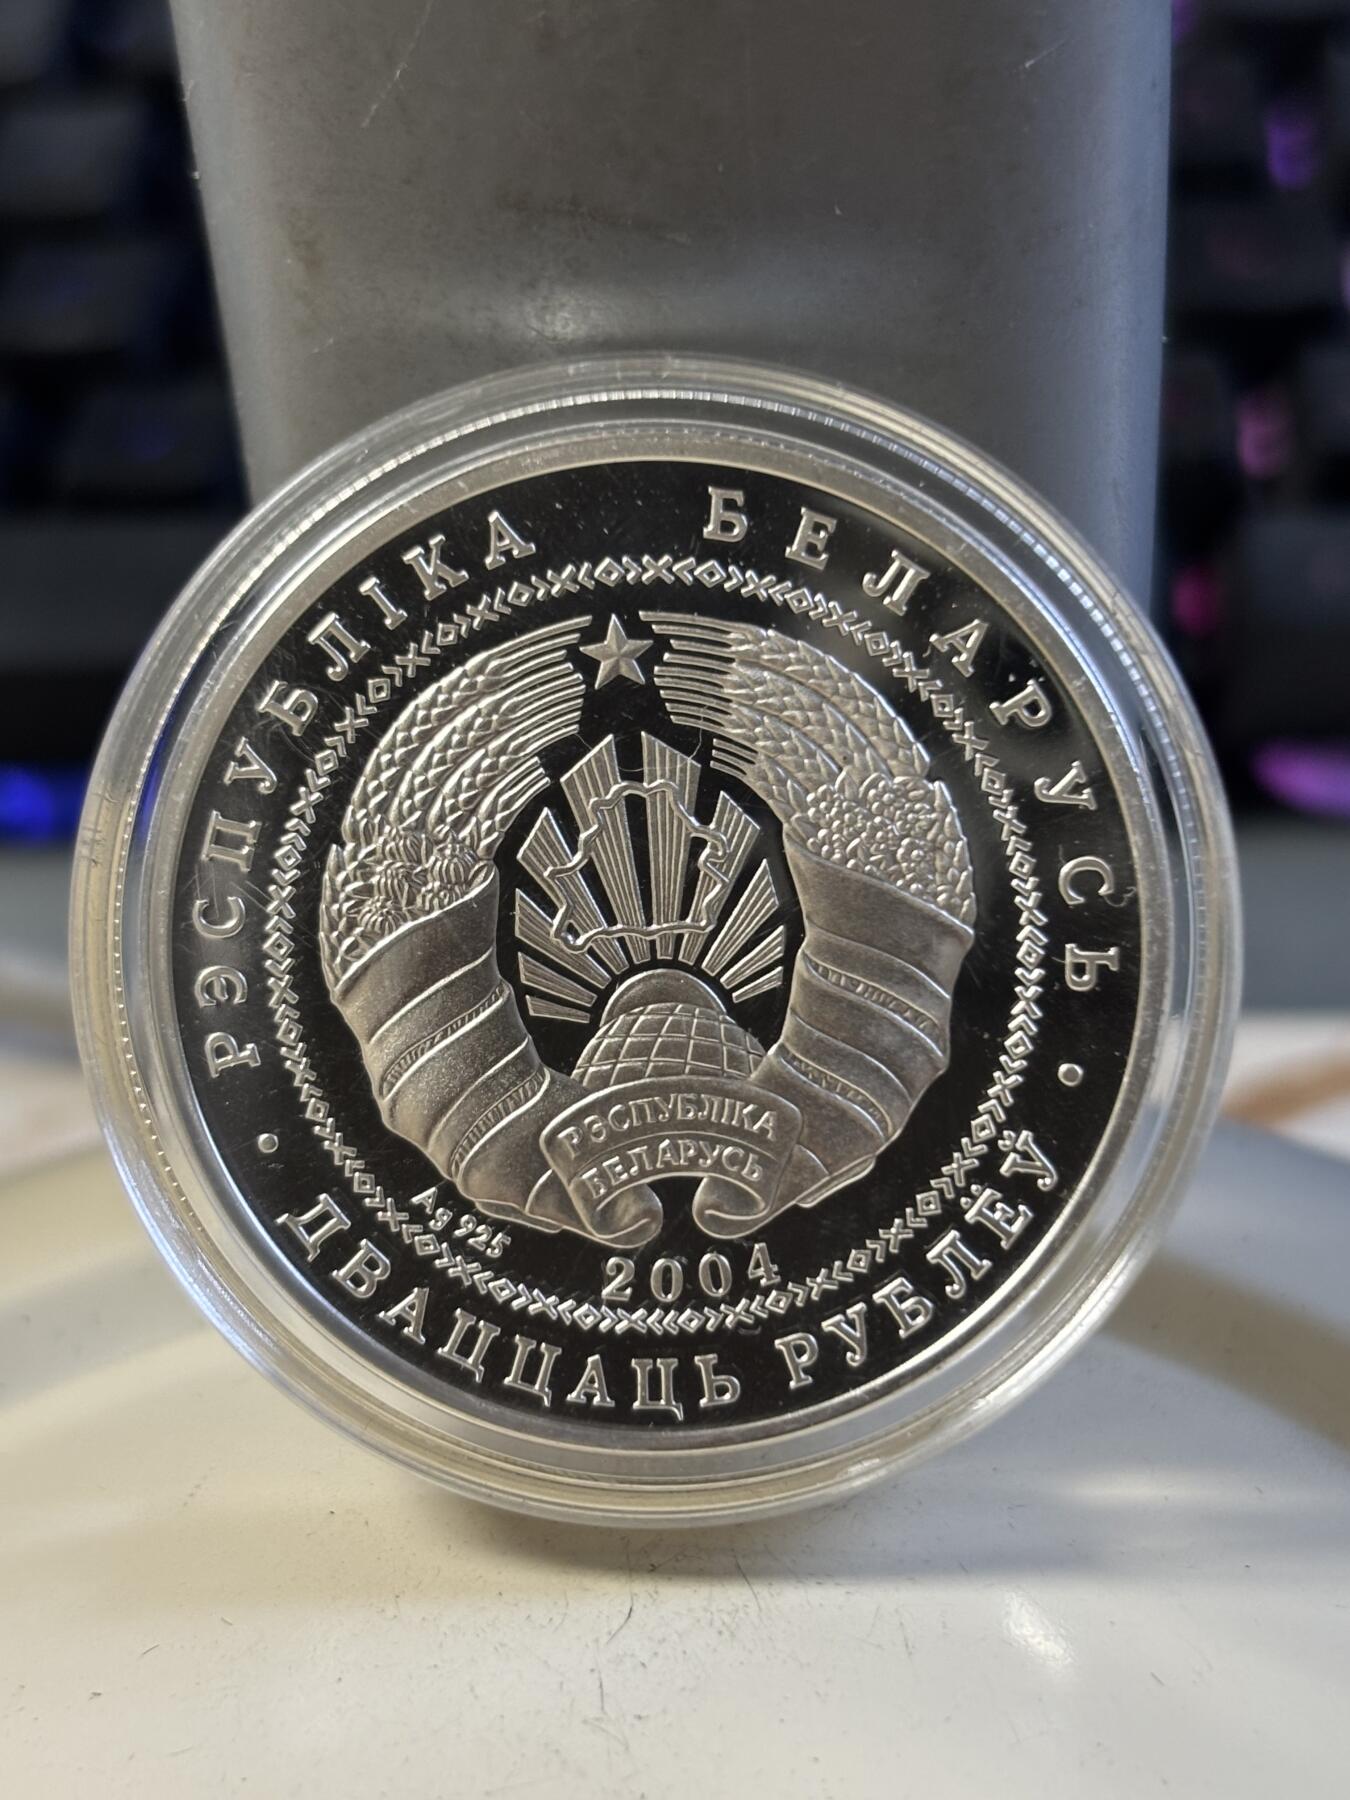 РЭСПУБЛІКА БЕЛАРУСЬ
РЭСПУБЛІКА
БЕЛАРУСЬ
Ag 925
2004
ДВАЦЦАЦЬ РУБЛЁЎ